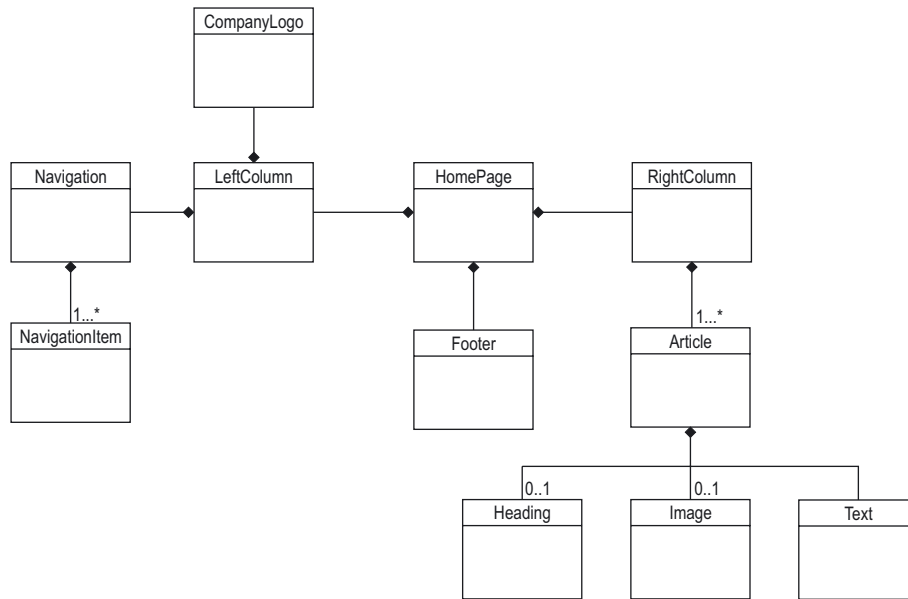 CompanyLogo
Navigation
LeftColumn
HomePage
RightColumn
1...*
NavigationItem
1...*
Footer
Article
0..1
0..1
Heading
Image
Text